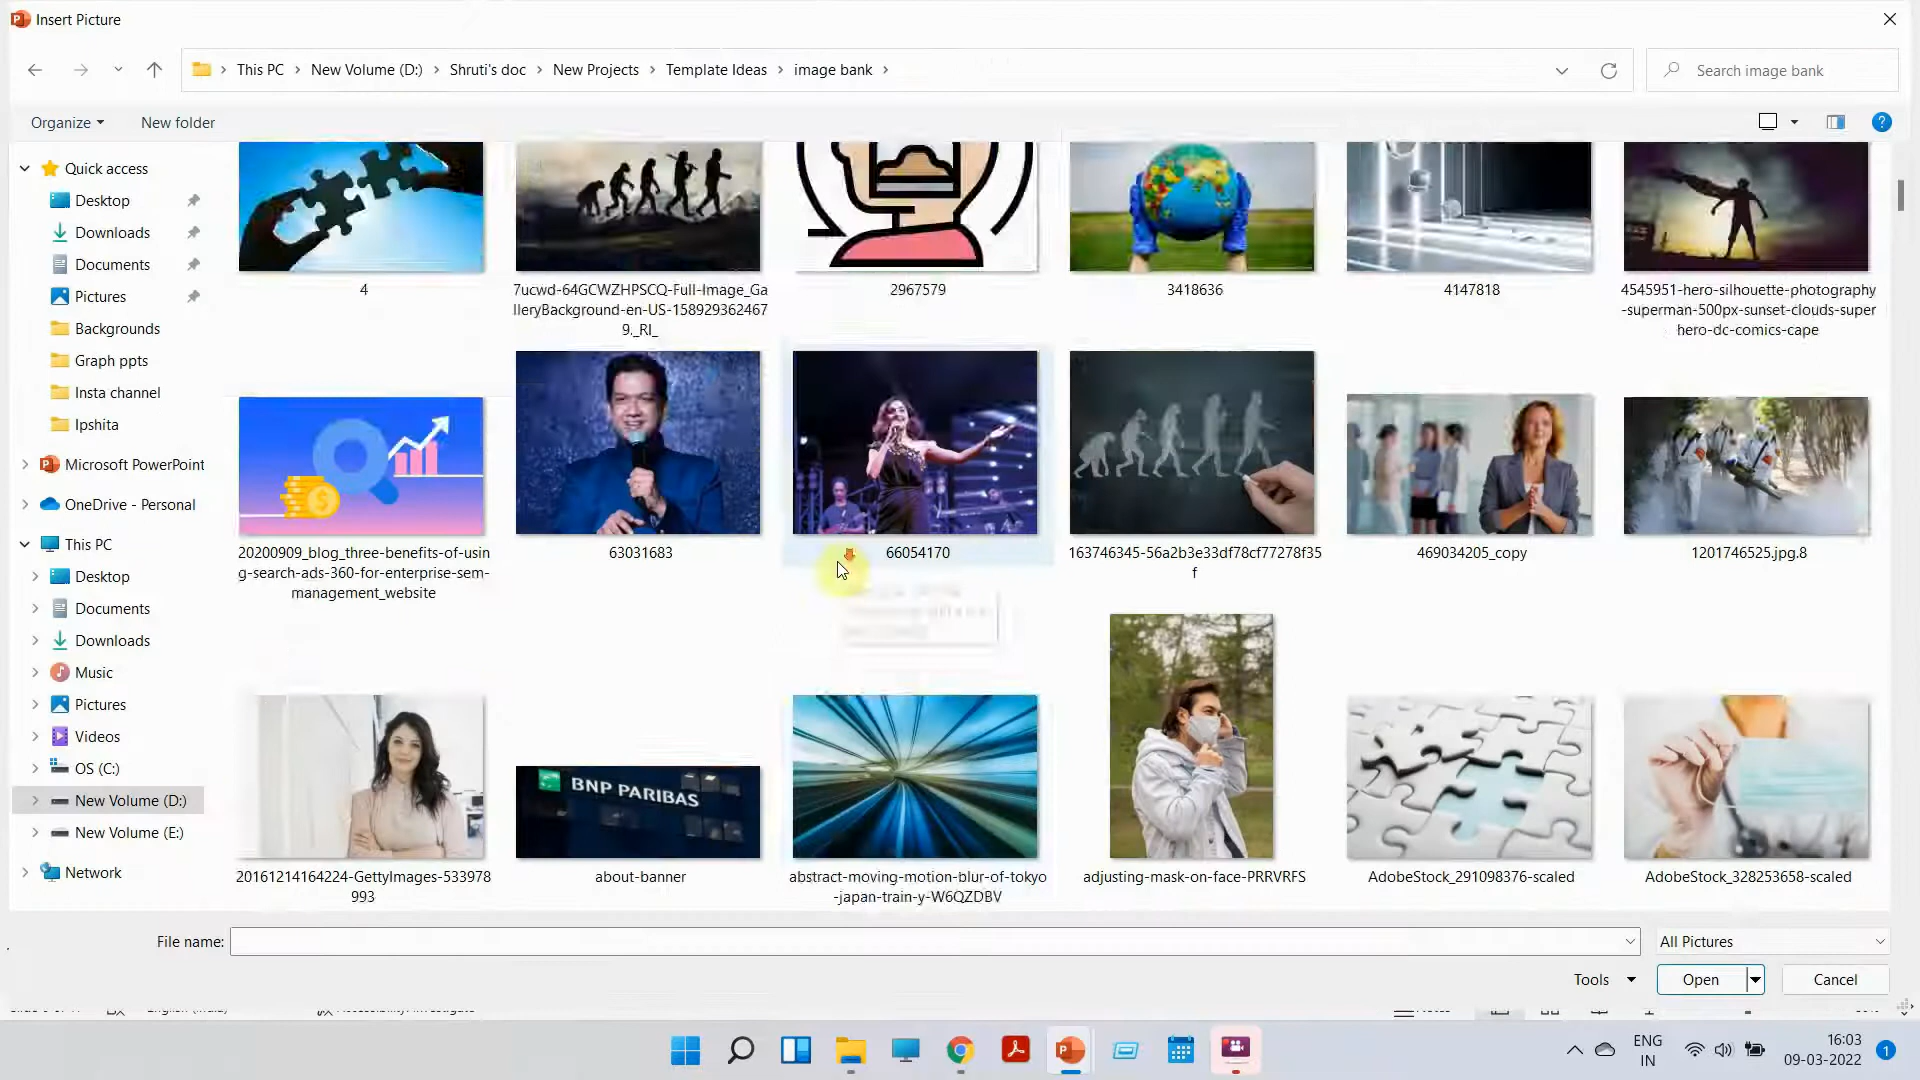 Insert Picture
This PC
New Volume (D:)
Shruti's doc
New Projects
Template Ideas
image bank
Search image bank
Organize
New folder
Quick access
Desktop
Downloads
Documents
Pictures
Backgrounds
Graph ppts
Insta channel
Ipshita
Microsoft PowerPoint
OneDrive - Personal
This PC
Desktop
Documents
Downloads
Music
Pictures
Videos
OS (C:)
New Volume (D:)
New Volume (E:)
Network
4
7ucwd-64GCWZHPSCQ-Full-Image_Ga
lleryBackground-en-US-158929362467
9._RI_
2967579
3418636
4147818
4545951-hero-silhouette-photography
-superman-500px-sunset-clouds-super
hero-dc-comics-cape
20200909_blog_three-benefits-of-usin
g-search-ads-360-for-enterprise-sem-
management_website
63031683
66054170
163746345-56a2b3e33df78cf77278f35
f
469034205_copy
1201746525.jpg.8
20161214164224-GettyImages-533978
993
BNP PARIBAS
about-banner
abstract-moving-motion-blur-of-tokyo
-japan-train-y-W6QZDBV
adjusting-mask-on-face-PRRVRFS
AdobeStock_291098376-scaled
AdobeStock_328253658-scaled
File name:
All Pictures
Tools
Open
Cancel
ENG
IN
16:03
09-03-2022
1